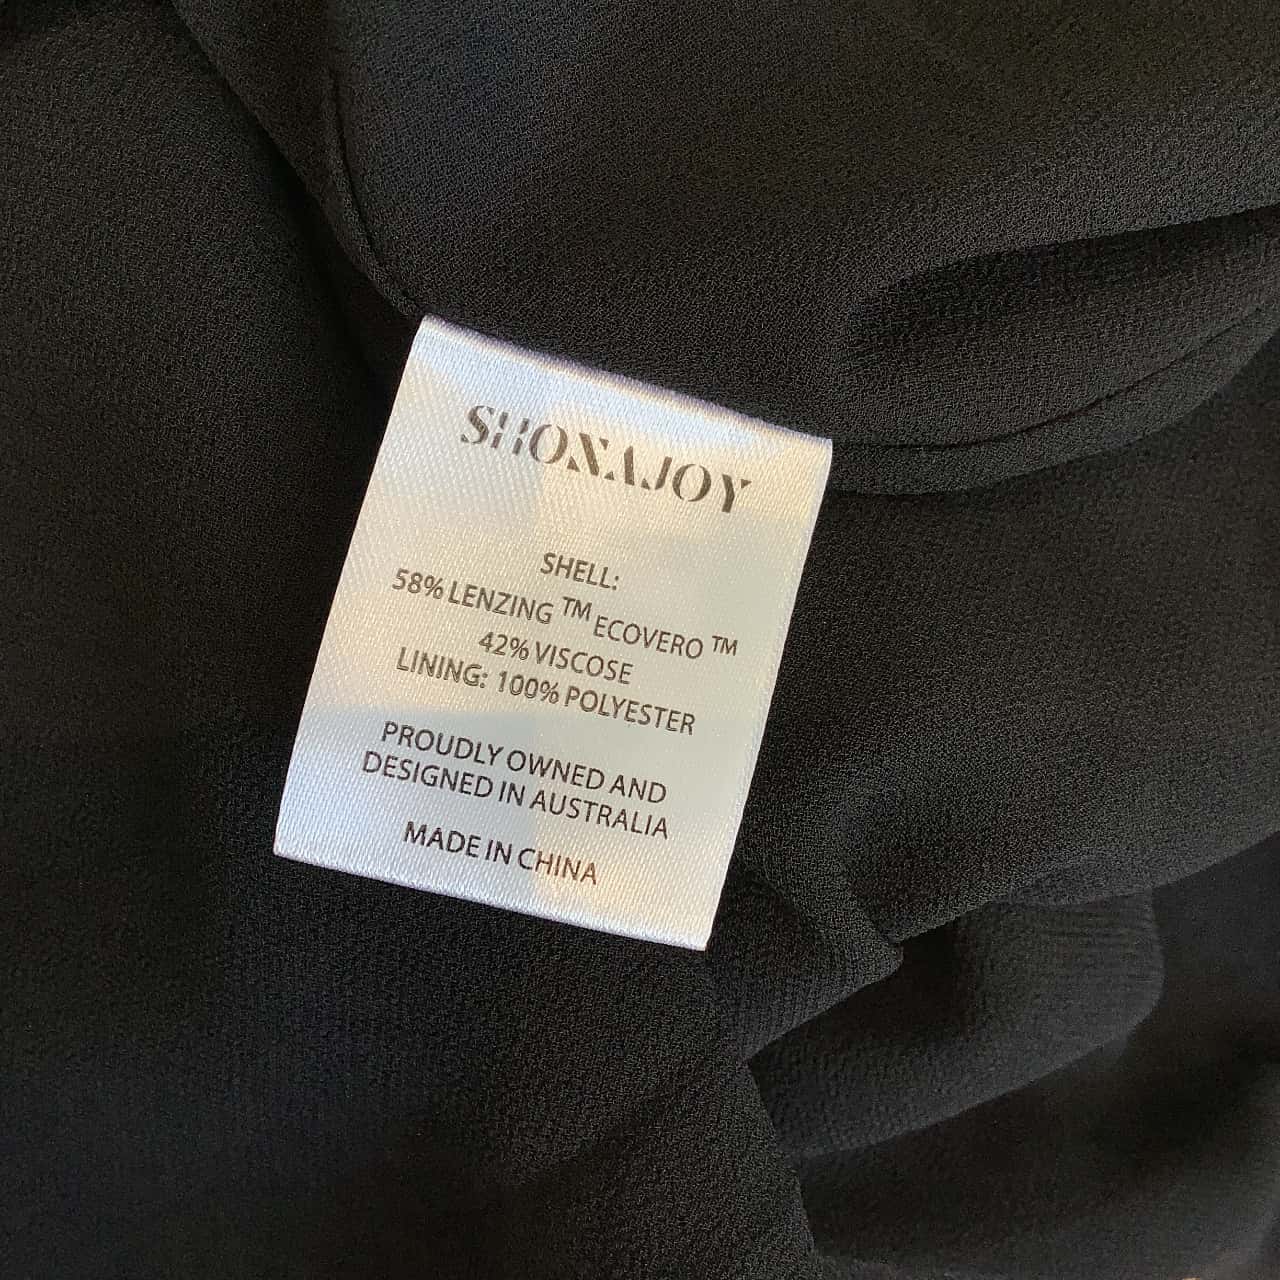 SHONAJOY
SHELL:
58% LENZING ™ ECOVERO ™
42% VISCOSE
LINING: 100% POLYESTER
PROUDLY OWNED AND
DESIGNED IN AUSTRALIA
MADE IN CHINA